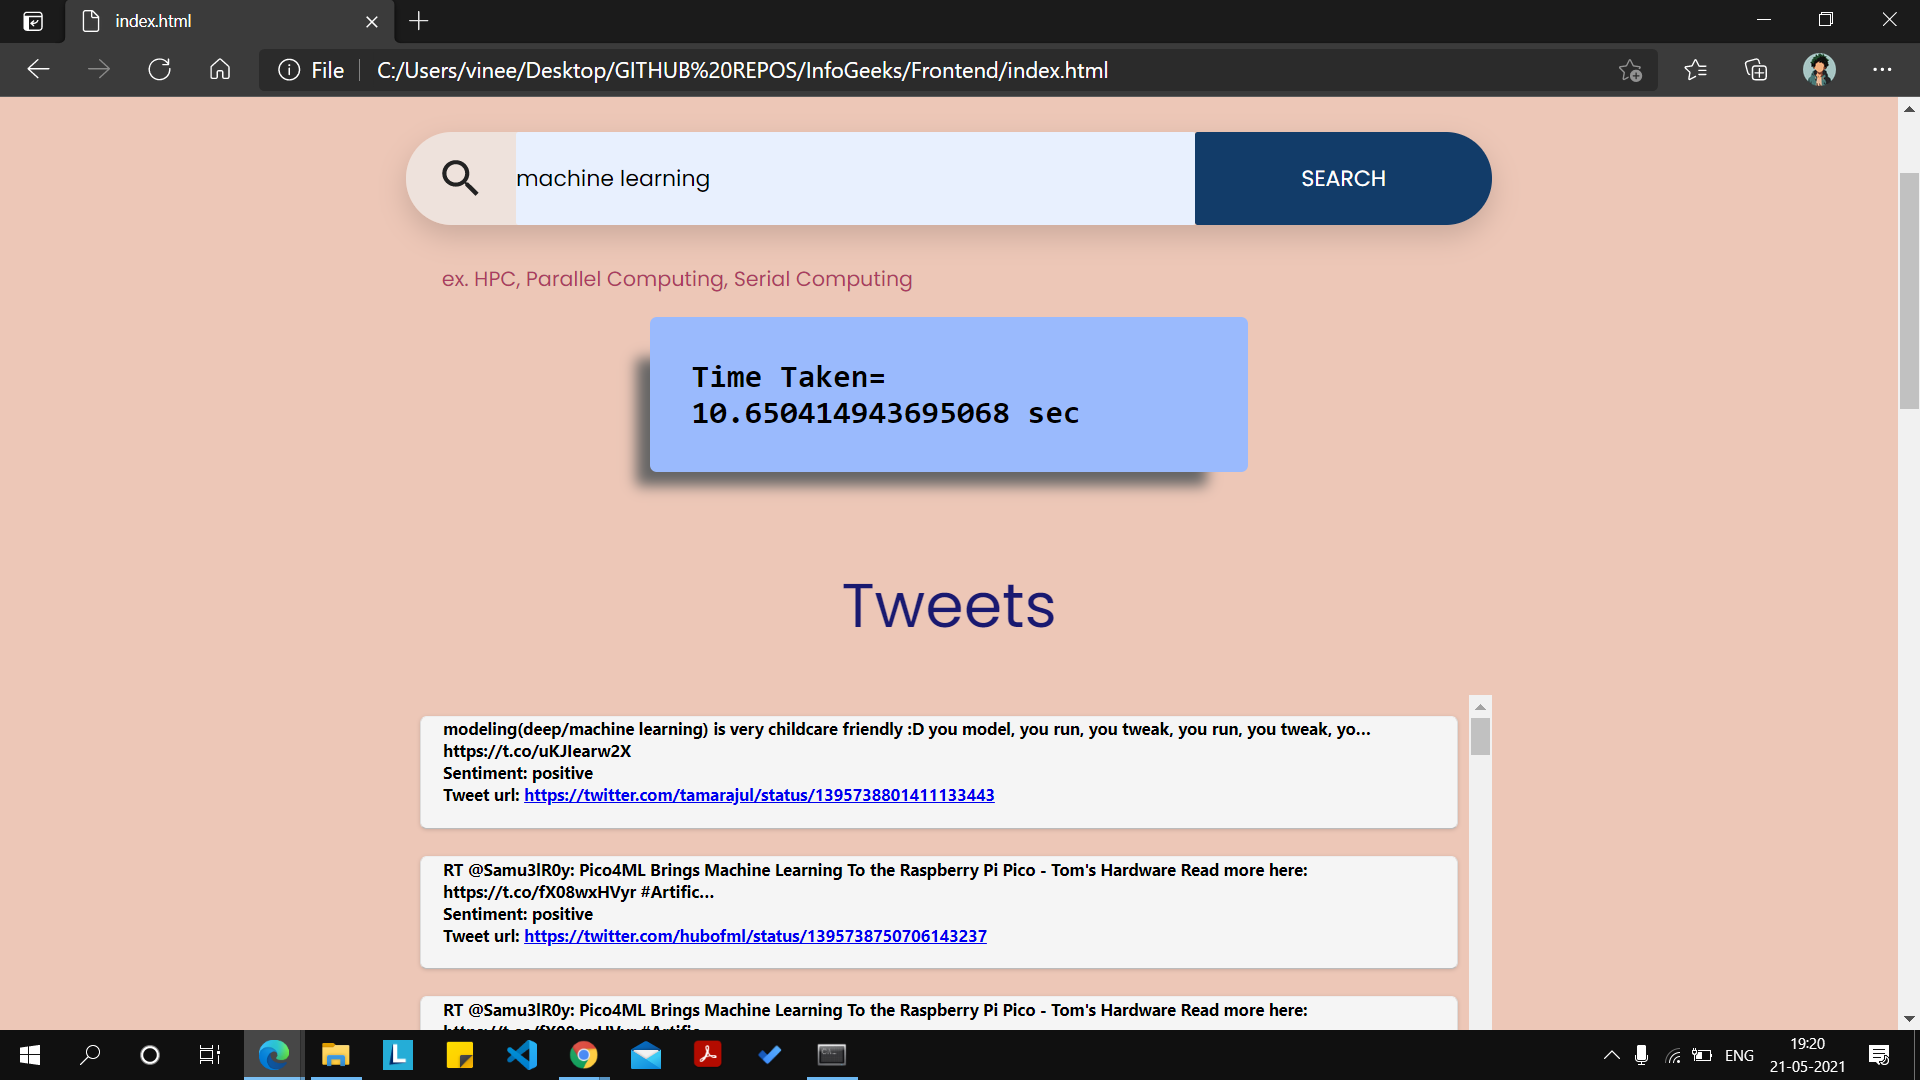 index.html
File
C:/Users/vinee/Desktop/GITHUB%20REPOS/InfoGeeks/Frontend/index.html
machine learning
SEARCH
ex. HPC, Parallel Computing, Serial Computing
Time Taken=
10.650414943695068 sec
Tweets
modeling(deep/machine learning) is very childcare friendly :D you model, you run, you tweak, you run, you tweak, yo…
https://t.co/uKJIearw2X
Sentiment: positive
Tweet url: https://twitter.com/tamarajul/status/1395738801411133443
RT @Samu3lR0y: Pico4ML Brings Machine Learning To the Raspberry Pi Pico - Tom's Hardware Read more here:
https://t.co/fX08wxHVyr #Artific…
Sentiment: positive
Tweet url: https://twitter.com/hubofml/status/1395738750706143237
RT @Samu3lR0y: Pico4ML Brings Machine Learning To the Raspberry Pi Pico - Tom's Hardware Read more here:
https://t.co/fX08wxHVyr #Artific…
L
ENG
19:20
21-05-2021